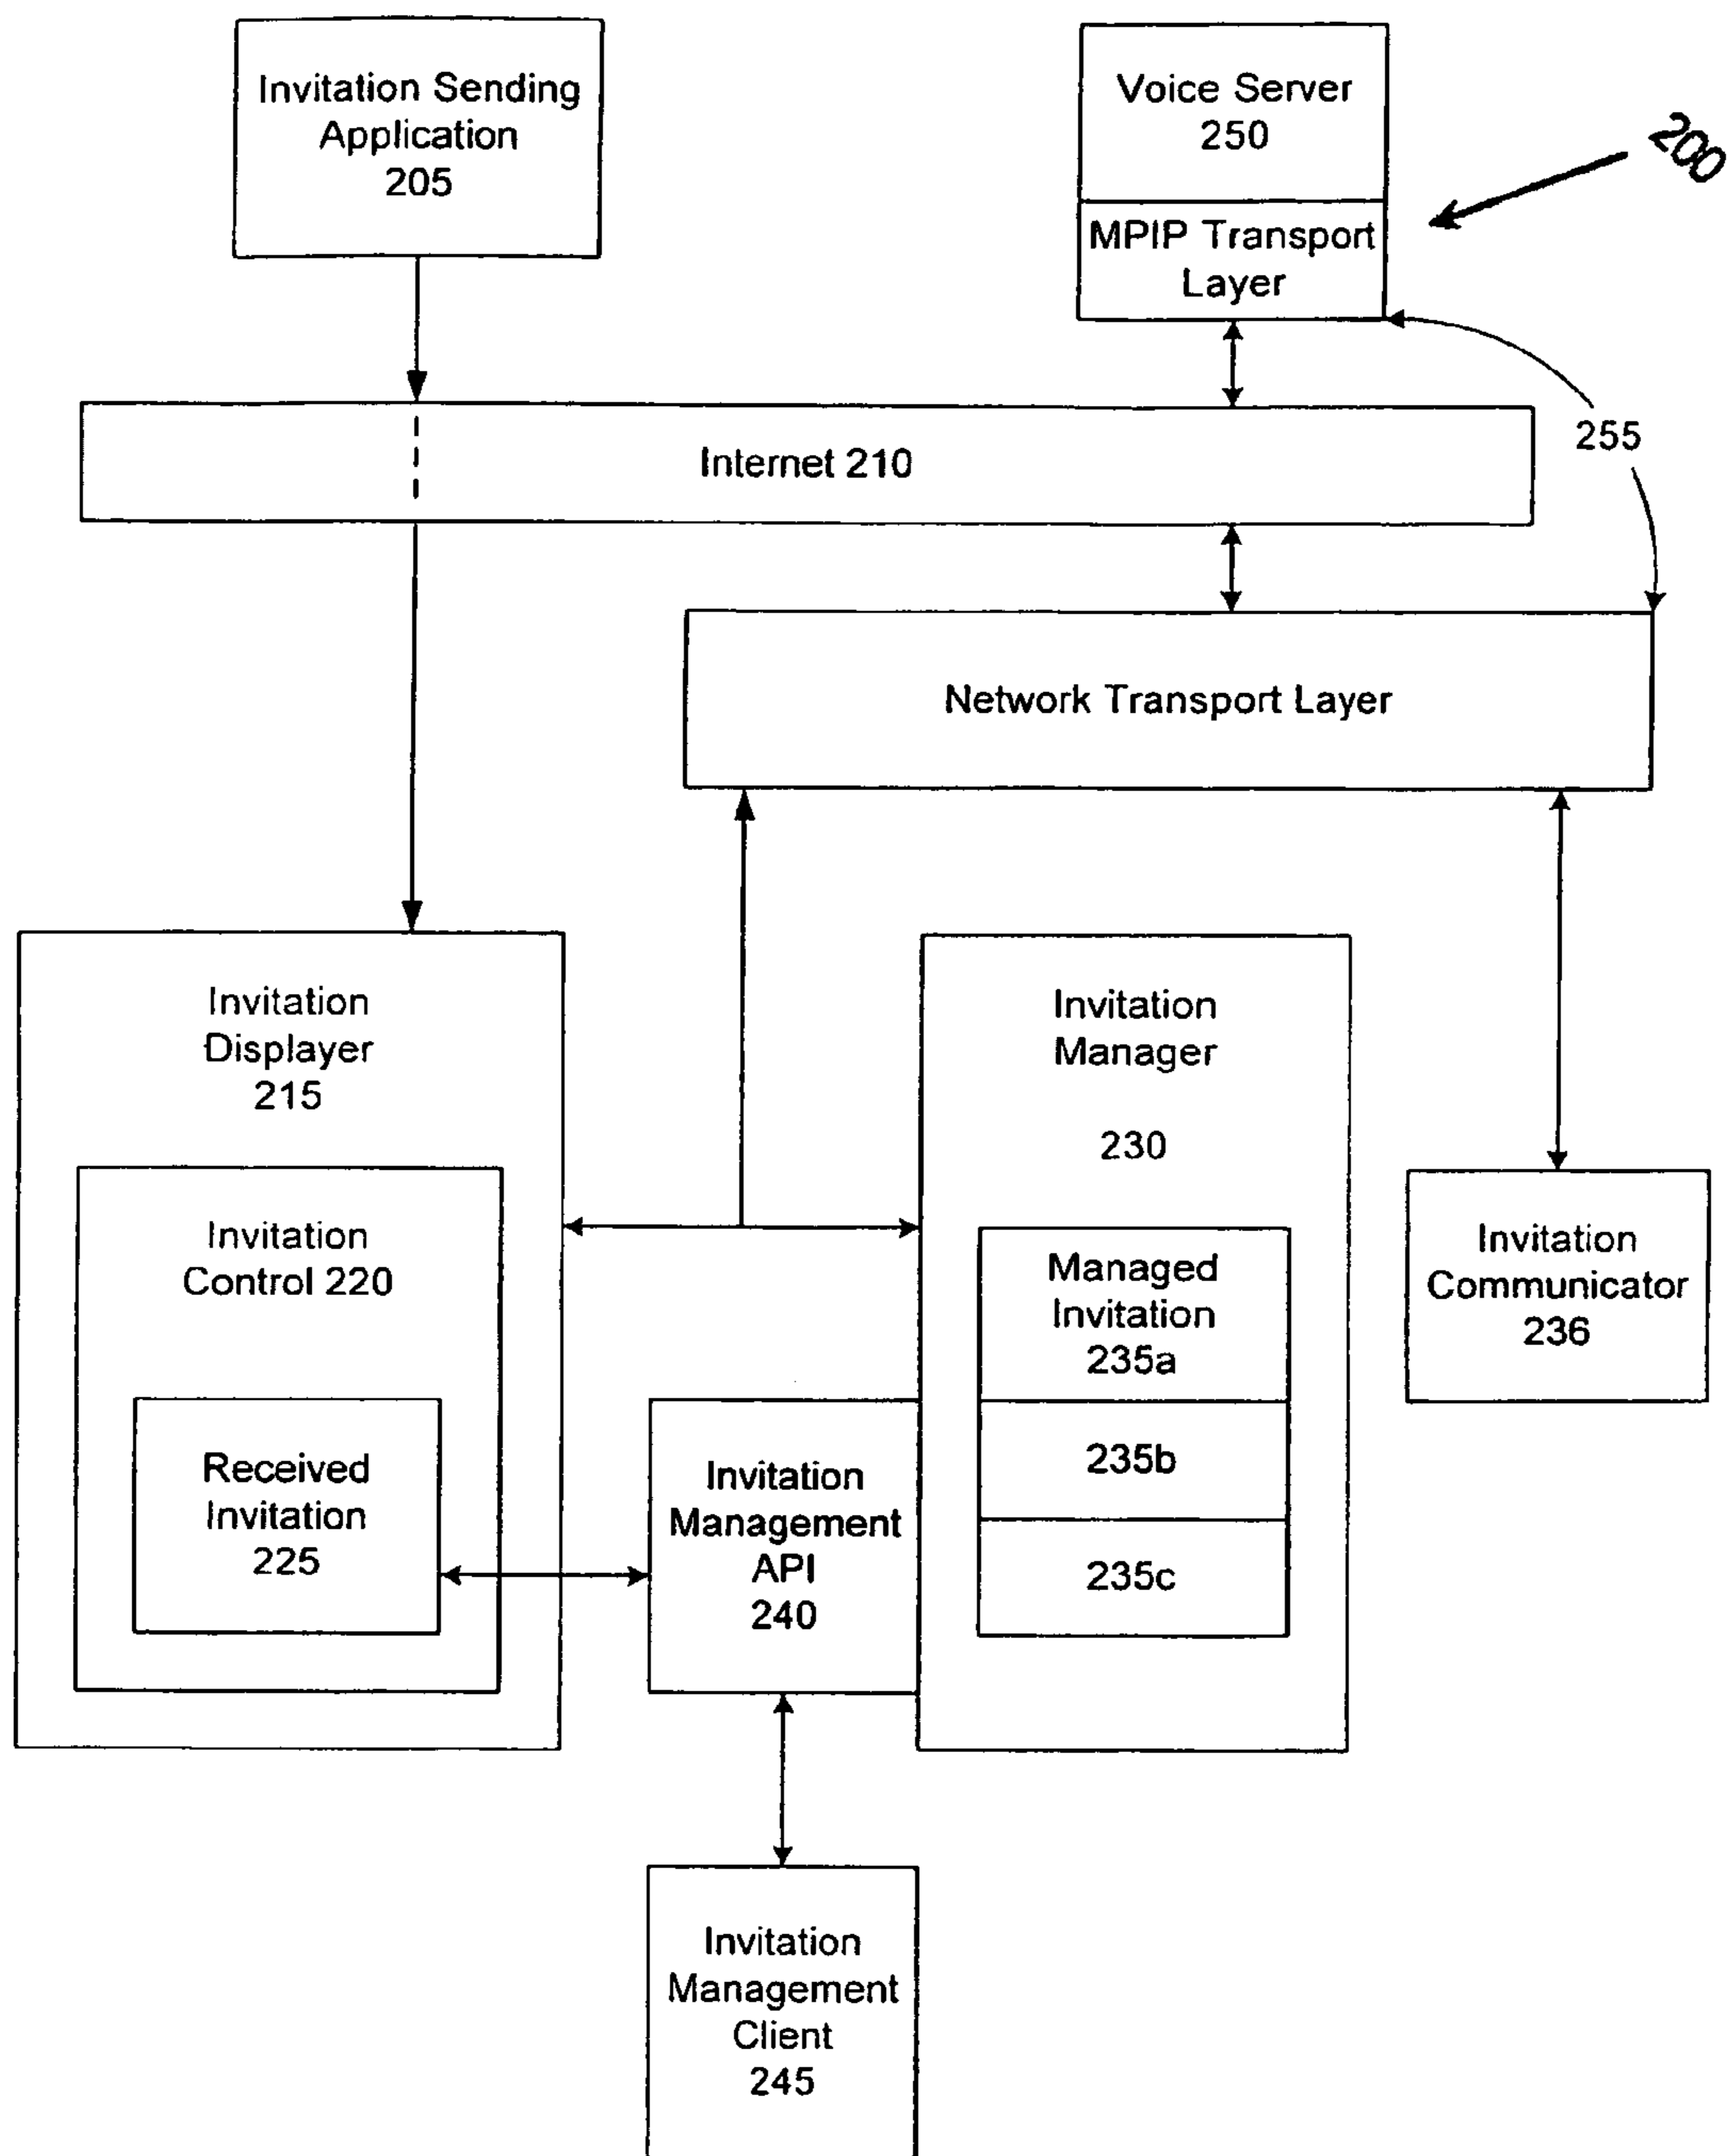 Invitation Sending
Application
205
Voice Server
250
MPIP Transport
Layer
200
Internet 210
255
Network Transport Layer
Invitation
Displayer
215
Invitation
Control 220
Received
Invitation
225
Invitation
Manager
230
Managed
Invitation
235a
235b
235c
Invitation
Communicator
236
Invitation
Management
API
240
Invitation
Management
Client
245